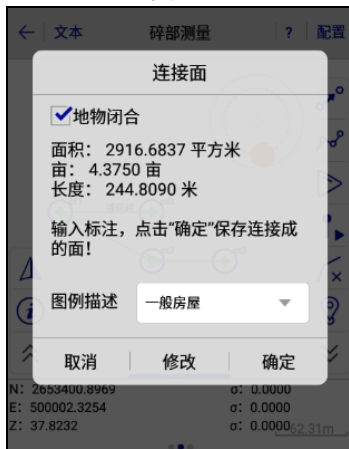 文本 碎部测量 ? 配置
连接面
地物闭合
面积： 2916.6837 平方米
亩： 4.3750 亩
长度： 244.8090 米
输入标注，点击“确定”保存连接成
的面！
图例描述 一般房屋
取消 修改 确定
N: 2653400.8969 σ: 0.0000
E: 500002.3254 σ: 0.0000
Z: 37.8232 σ: 0.0000
62.31m